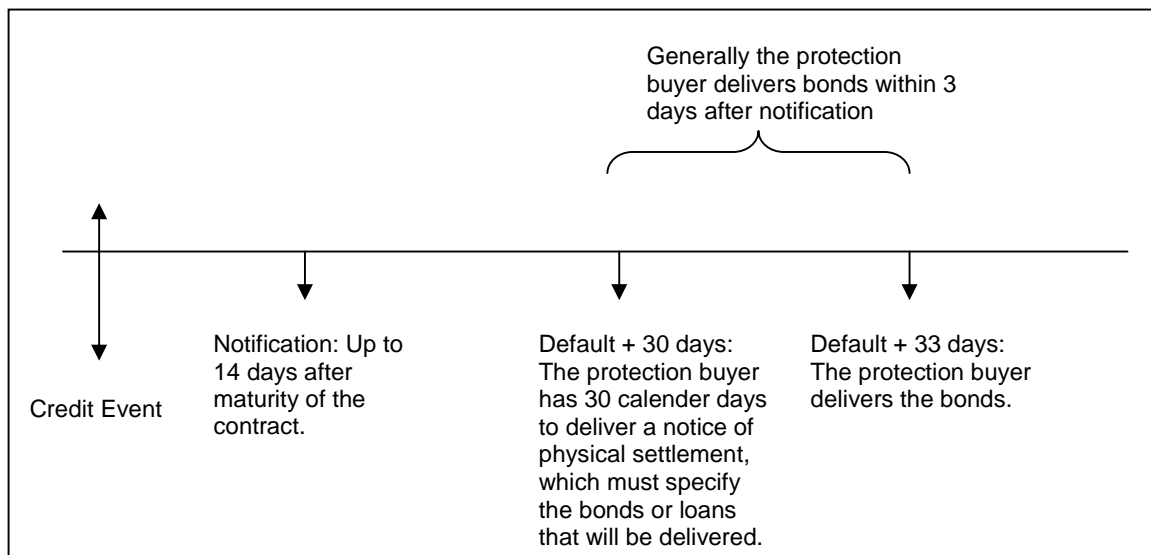 Generally the protection
buyer delivers bonds within 3
days after notification
Credit Event
Notification: Up to
14 days after
maturity of the
contract.
Default + 30 days:
The protection buyer
has 30 calender days
to deliver a notice of
physical settlement,
which must specify
the bonds or loans
that will be delivered.
Default + 33 days:
The protection buyer
delivers the bonds.